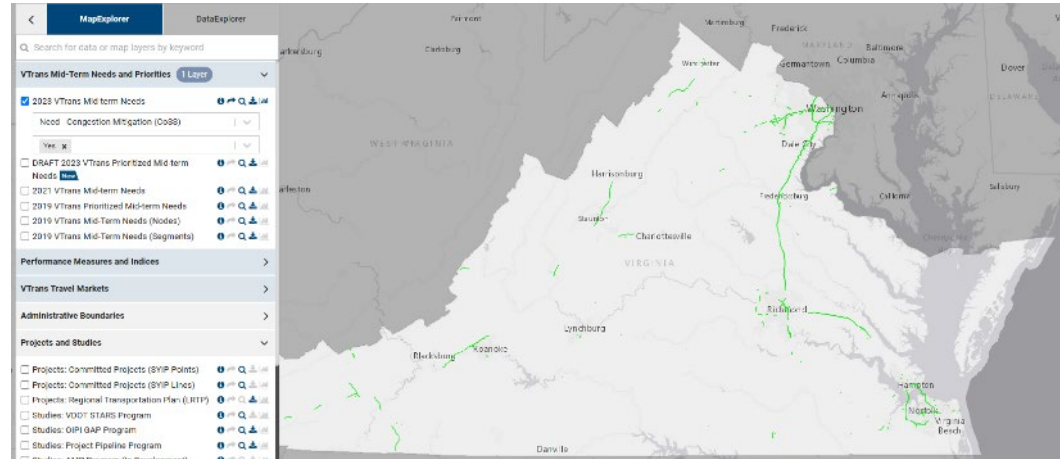 MapExplorer
DataExplorer
Search for data or map layers by keyword
VTrans Mid-Term Needs and Priorities 1 Layer
2023 VTrans Mid term Needs
Need Congestion Mitigation (CoSS)
Yes x
DRAFT 2023 VTrans Prioritized Mid term
Needs New
2021 VTrans Mid-term Needs
2019 VTrans Prioritized Mid-term Needs
2019 VTrans Mid-Term Needs (Nodes)
2019 VTrans Mid-Term Needs (Segments)
Performance Measures and Indices
VTrans Travel Markets
Administrative Boundaries
Projects and Studies
Projects: Committed Projects (SYIP Points)
Projects: Committed Projects (SYIP Lines)
Projects: Regional Transportation Plan (LRTP)
Studies: VDOT STARS Program
Studies: OIPI GAP Program
Studies: Project Pipeline Program
Martinsburg
Frederick
MARYLAND
Baltimore
Clarksburg
Winchester
Germantown
Columbia
Dover
Annapolis
DELAWARE
Washington
WEST VIRGINIA
Dale City
Harrisonburg
Salisbury
arleston
Fredericksburg
California
Staunton
Charlottesville
VIRGINIA
Richmond
Lynchburg
Blacksburg
Roanoke
Hampton
Norfolk
Virginia
Beach
Danville